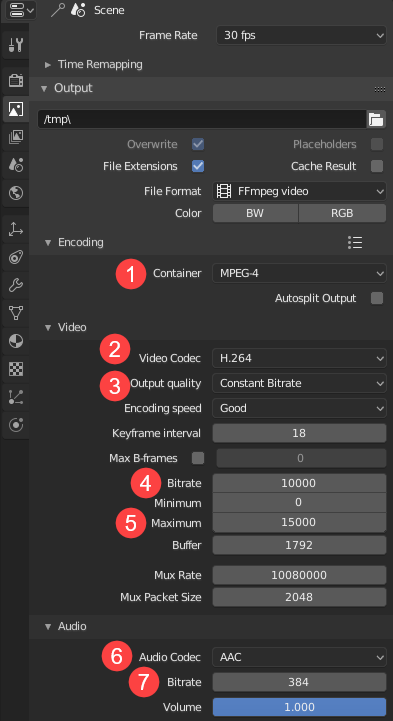 Scene
Frame Rate 30 fps
Time Remapping
Output
/tmp\
Overwrite Placeholders
File Extensions Cache Result
File Format FFmpeg video
Color BW RGB
Encoding
1 Container MPEG-4
Autosplit Output
Video
2 Video Codec H.264
3 Output quality Constant Bitrate
Encoding speed Good
Keyframe interval 18
Max B-frames 0
4 Bitrate 10000
Minimum 0
5 Maximum 15000
Buffer 1792
Mux Rate 10080000
Mux Packet Size 2048
Audio
6 Audio Codec AAC
7 Bitrate 384
Volume 1.000